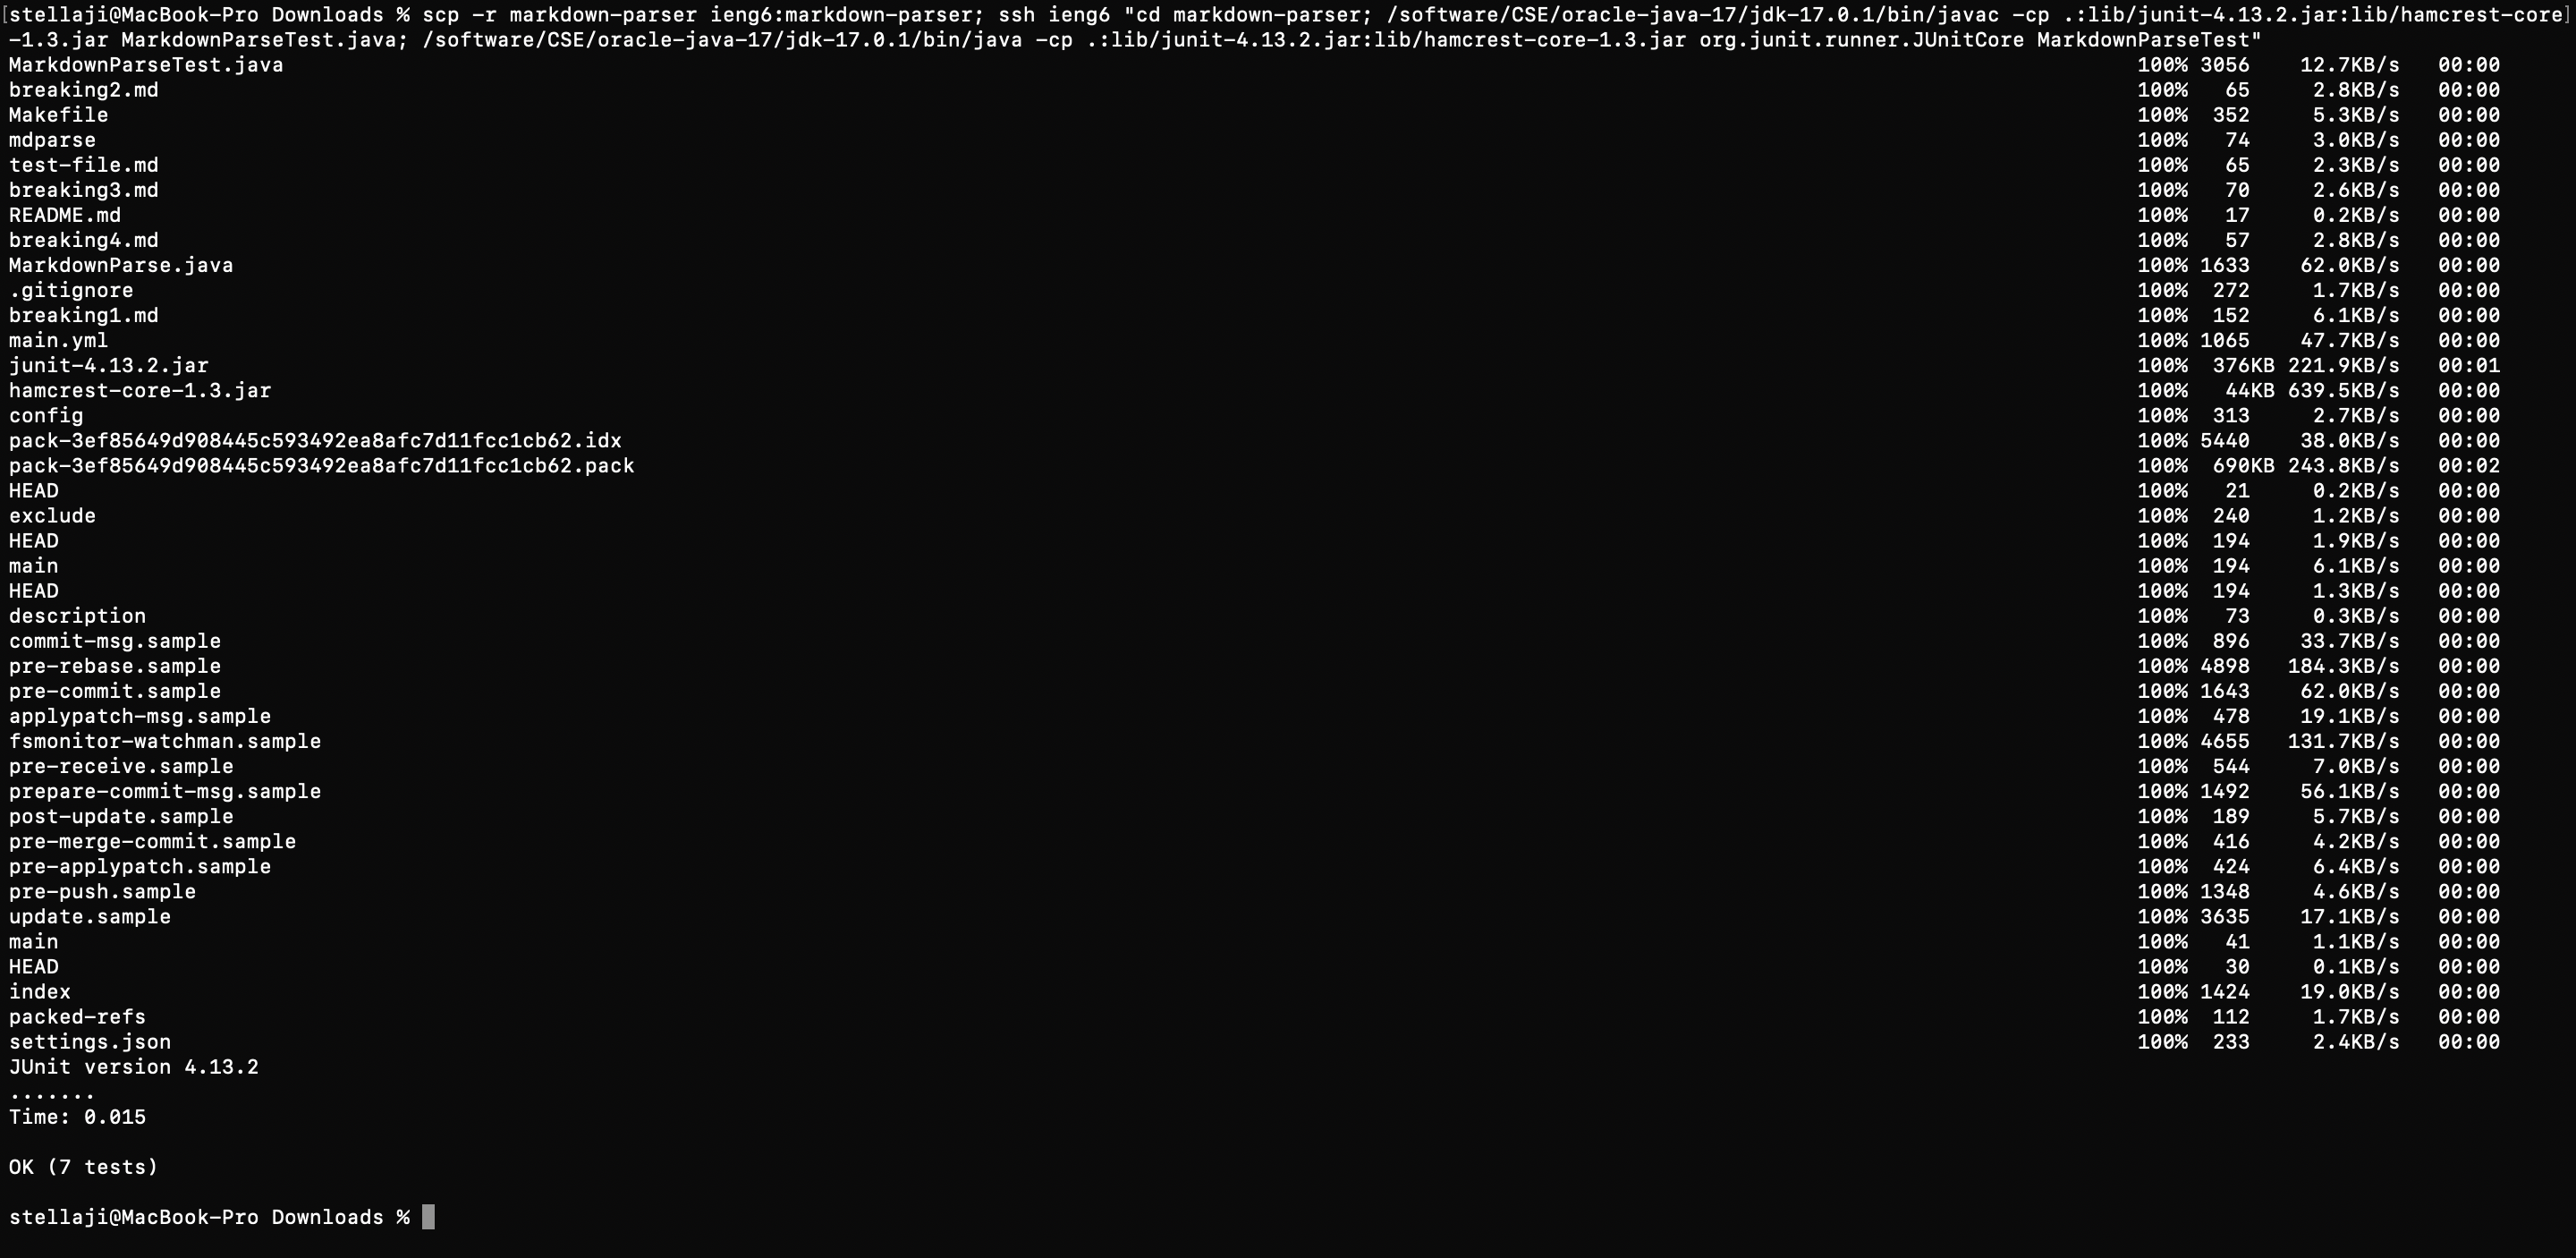 [stellaji@MacBook-Pro Downloads % scp -r markdown-parser ieng6:markdown-parser; ssh ieng6 "cd markdown-parser; /software/CSE/oracle-java-17/jdk-17.0.1/bin/javac -cp .:lib/junit-4.13.2.jar:lib/hamcrest-core]
-1.3.jar MarkdownParseTest.java; /software/CSE/oracle-java-17/jdk-17.0.1/bin/java -cp .:lib/junit-4.13.2.jar:lib/hamcrest-core-1.3.jar org.junit.runner.JUnitCore MarkdownParseTest"
MarkdownParseTest.java 100% 3056 12.7KB/s 00:00
breaking2.md 100% 65 2.8KB/s 00:00
Makefile 100% 352 5.3KB/s 00:00
mdparse 100% 74 3.0KB/s 00:00
test-file.md 100% 65 2.3KB/s 00:00
breaking3.md 100% 70 2.6KB/s 00:00
README.md 100% 17 0.2KB/s 00:00
breaking4.md 100% 57 2.8KB/s 00:00
MarkdownParse.java 100% 1633 62.0KB/s 00:00
.gitignore 100% 272 1.7KB/s 00:00
breaking1.md 100% 152 6.1KB/s 00:00
main.yml 100% 1065 47.7KB/s 00:00
junit-4.13.2.jar 100% 376KB 221.9KB/s 00:01
hamcrest-core-1.3.jar 100% 44KB 639.5KB/s 00:00
config 100% 313 2.7KB/s 00:00
pack-3ef85649d908445c593492ea8afc7d11fcc1cb62.idx 100% 5440 38.0KB/s 00:00
pack-3ef85649d908445c593492ea8afc7d11fcc1cb62.pack 100% 690KB 243.8KB/s 00:02
HEAD 100% 21 0.2KB/s 00:00
exclude 100% 240 1.2KB/s 00:00
HEAD 100% 194 1.9KB/s 00:00
main 100% 194 6.1KB/s 00:00
HEAD 100% 194 1.3KB/s 00:00
description 100% 73 0.3KB/s 00:00
commit-msg.sample 100% 896 33.7KB/s 00:00
pre-rebase.sample 100% 4898 184.3KB/s 00:00
pre-commit.sample 100% 1643 62.0KB/s 00:00
applypatch-msg.sample 100% 478 19.1KB/s 00:00
fsmonitor-watchman.sample 100% 4655 131.7KB/s 00:00
pre-receive.sample 100% 544 7.0KB/s 00:00
prepare-commit-msg.sample 100% 1492 56.1KB/s 00:00
post-update.sample 100% 189 5.7KB/s 00:00
pre-merge-commit.sample 100% 416 4.2KB/s 00:00
pre-applypatch.sample 100% 424 6.4KB/s 00:00
pre-push.sample 100% 1348 4.6KB/s 00:00
update.sample 100% 3635 17.1KB/s 00:00
main 100% 41 1.1KB/s 00:00
HEAD 100% 30 0.1KB/s 00:00
index 100% 1424 19.0KB/s 00:00
packed-refs 100% 112 1.7KB/s 00:00
settings.json 100% 233 2.4KB/s 00:00
JUnit version 4.13.2
.......
Time: 0.015
OK (7 tests)
stellaji@MacBook-Pro Downloads %